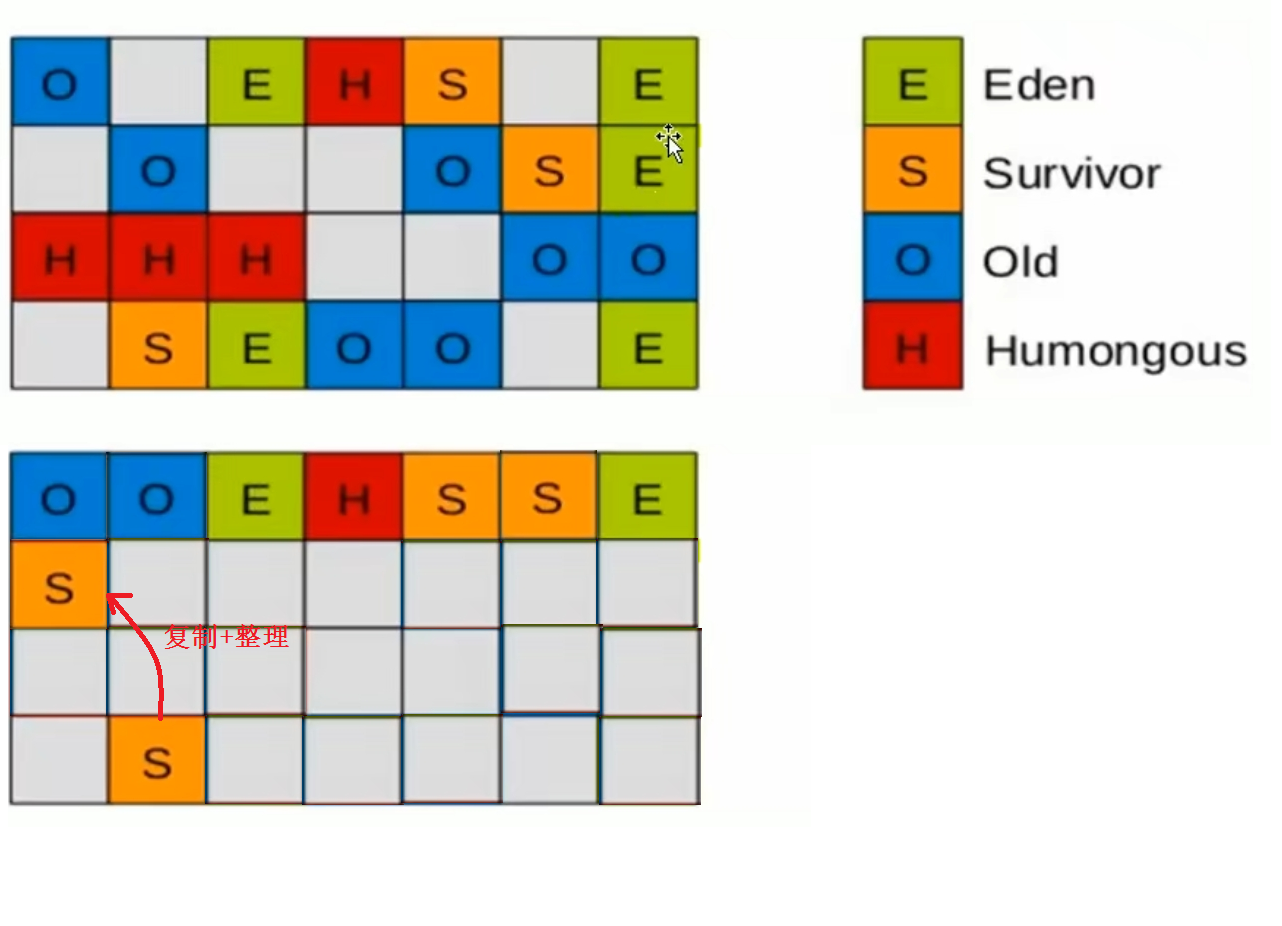 O E H S E
O O S E
H H H O O
S E O O E
E Eden
S Survivor
O Old
H Humongous
O O E H S S E
S
复制+整理
S